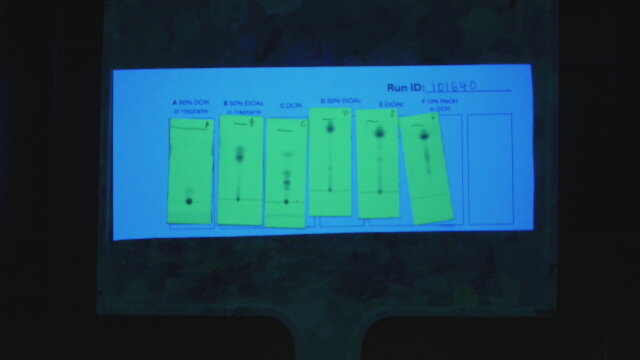 Run ID: 101640
A 50% DCM
in Heptane
B 50% EtOAc
in Heptane
C DCM
D 50% EtOAc
E EtOAc
F 10% MeOH
in DCM